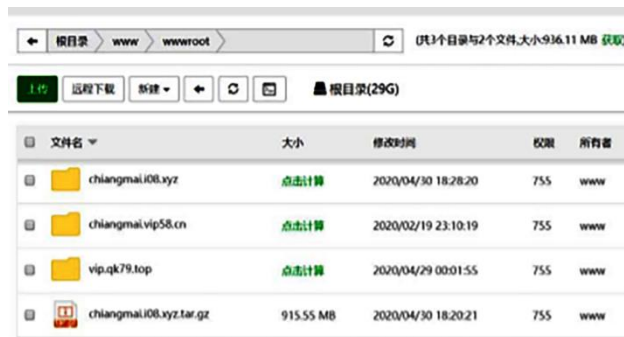 根目录 www wwwroot (共3个目录与2个文件,大小:936.11 MB 获取)
上传 远程下载 新建 根目录(29G)
文件名 大小 修改时间 权限 所有者
chiangmai.i08.xyz 点击计算 2020/04/30 18:28:20 755 www
chiangmai.vip58.cn 点击计算 2020/02/19 23:10:19 755 www
vip.qk79.top 点击计算 2020/04/29 00:01:55 755 www
chiangmai.i08.xyz.tar.gz 915.55 MB 2020/04/30 18:20:21 755 www